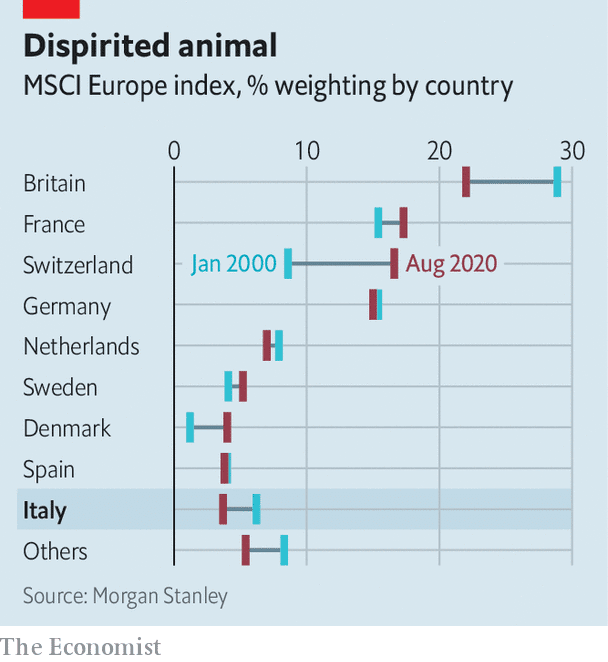 Dispirited animal
MSCI Europe index, % weighting by country
0 10 20 30
Britain
France
Switzerland Jan 2000 Aug 2020
Germany
Netherlands
Sweden
Denmark
Spain
Italy
Others
Source: Morgan Stanley
The Economist